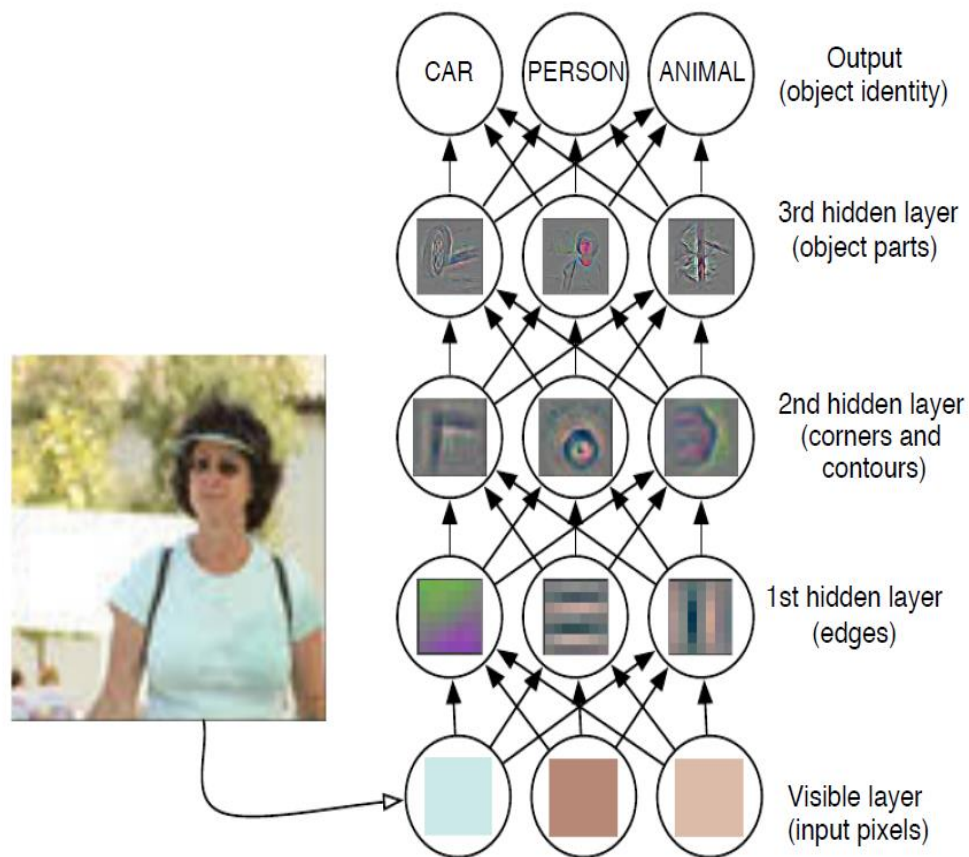 CAR PERSON ANIMAL
Output
(object identity)
3rd hidden layer
(object parts)
2nd hidden layer
(corners and
contours)
1st hidden layer
(edges)
Visible layer
(input pixels)